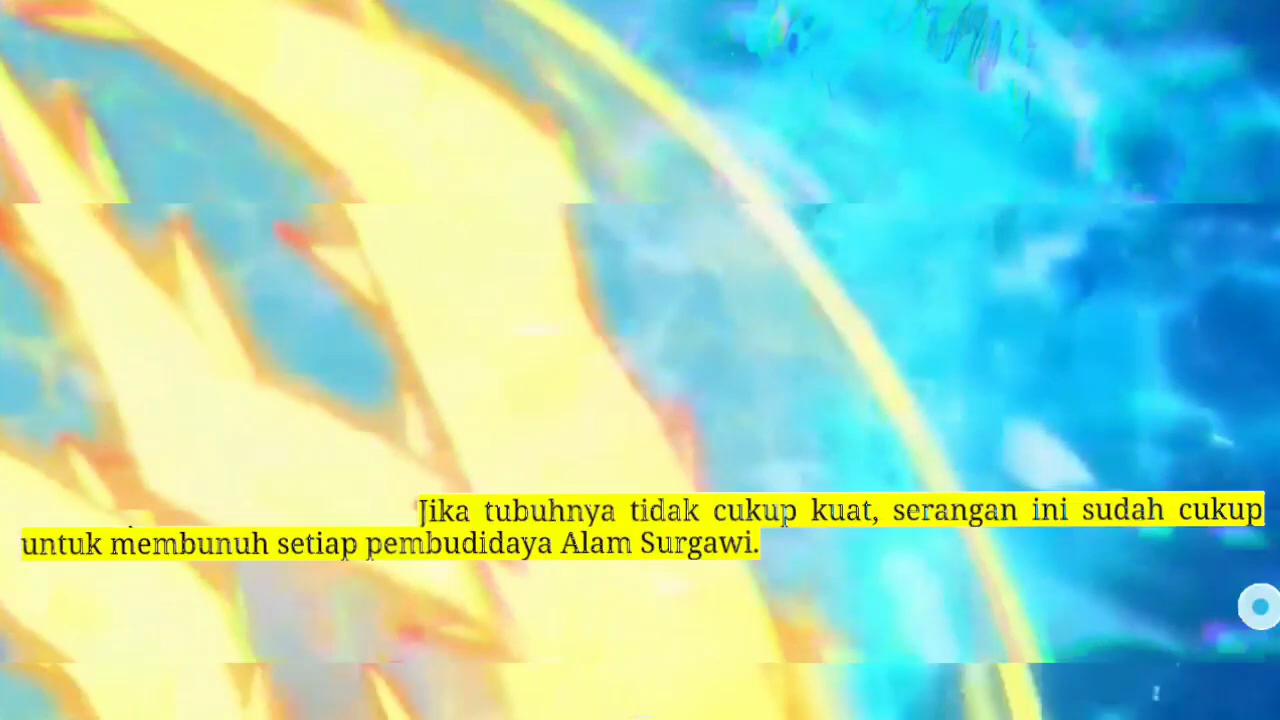 Jika tubuhnya tidak cukup kuat, serangan ini sudah cukup
untuk membunuh setiap pembudidaya Alam Surgawi.